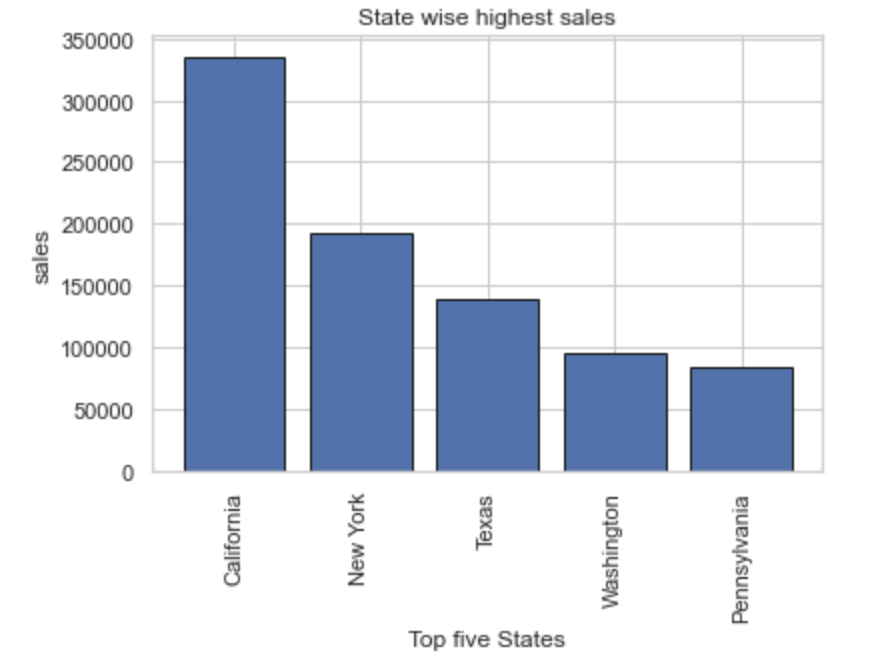 State wise highest sales
350000
300000
250000
200000
150000
100000
50000
0
sales
California
New York
Texas
Washington
Pennsylvania
Top five States